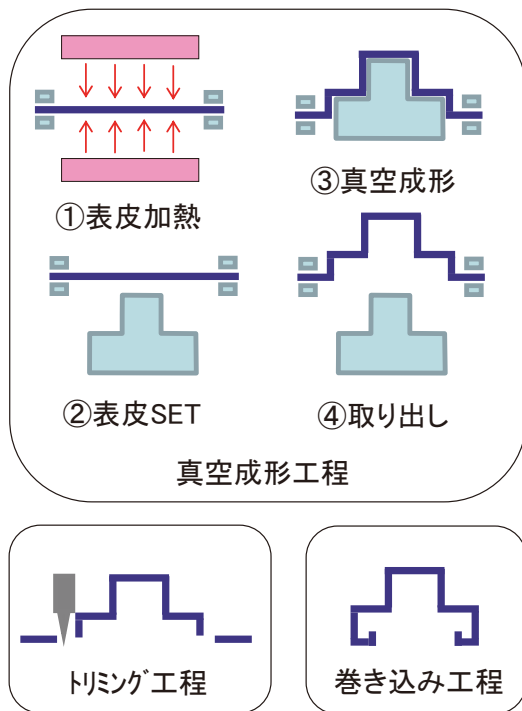 ①表皮加熱
③真空成形
②表皮SET
④取り出し
真空成形工程
トリミング工程
巻き込み工程